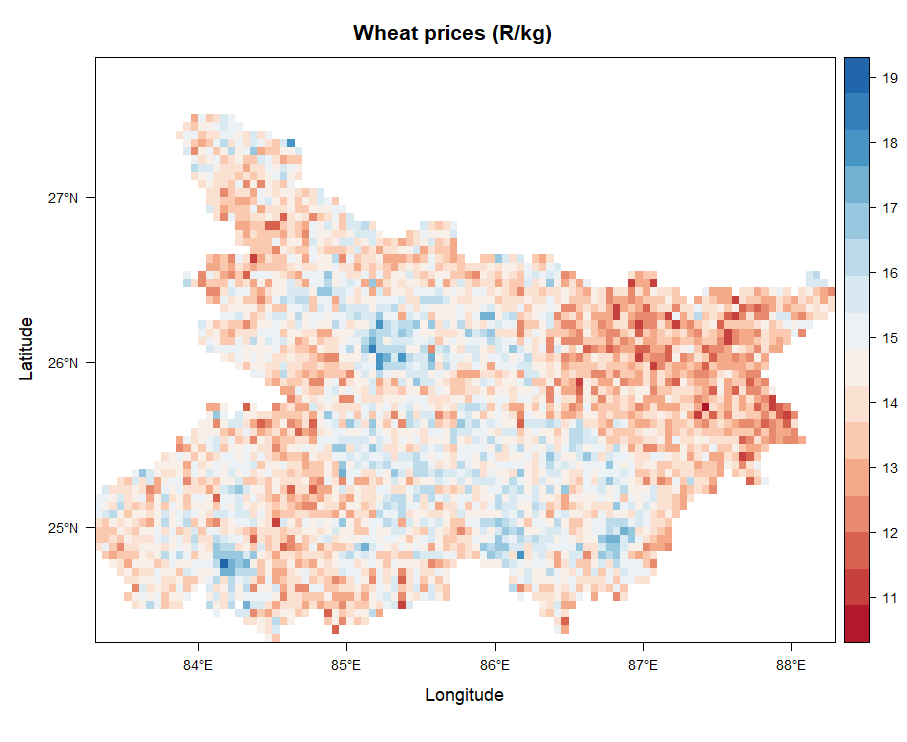 Wheat prices (R/kg)
27°N
26°N
25°N
Latitude
84°E
85°E
86°E
87°E
88°E
Longitude
19
18
17
16
15
14
13
12
11